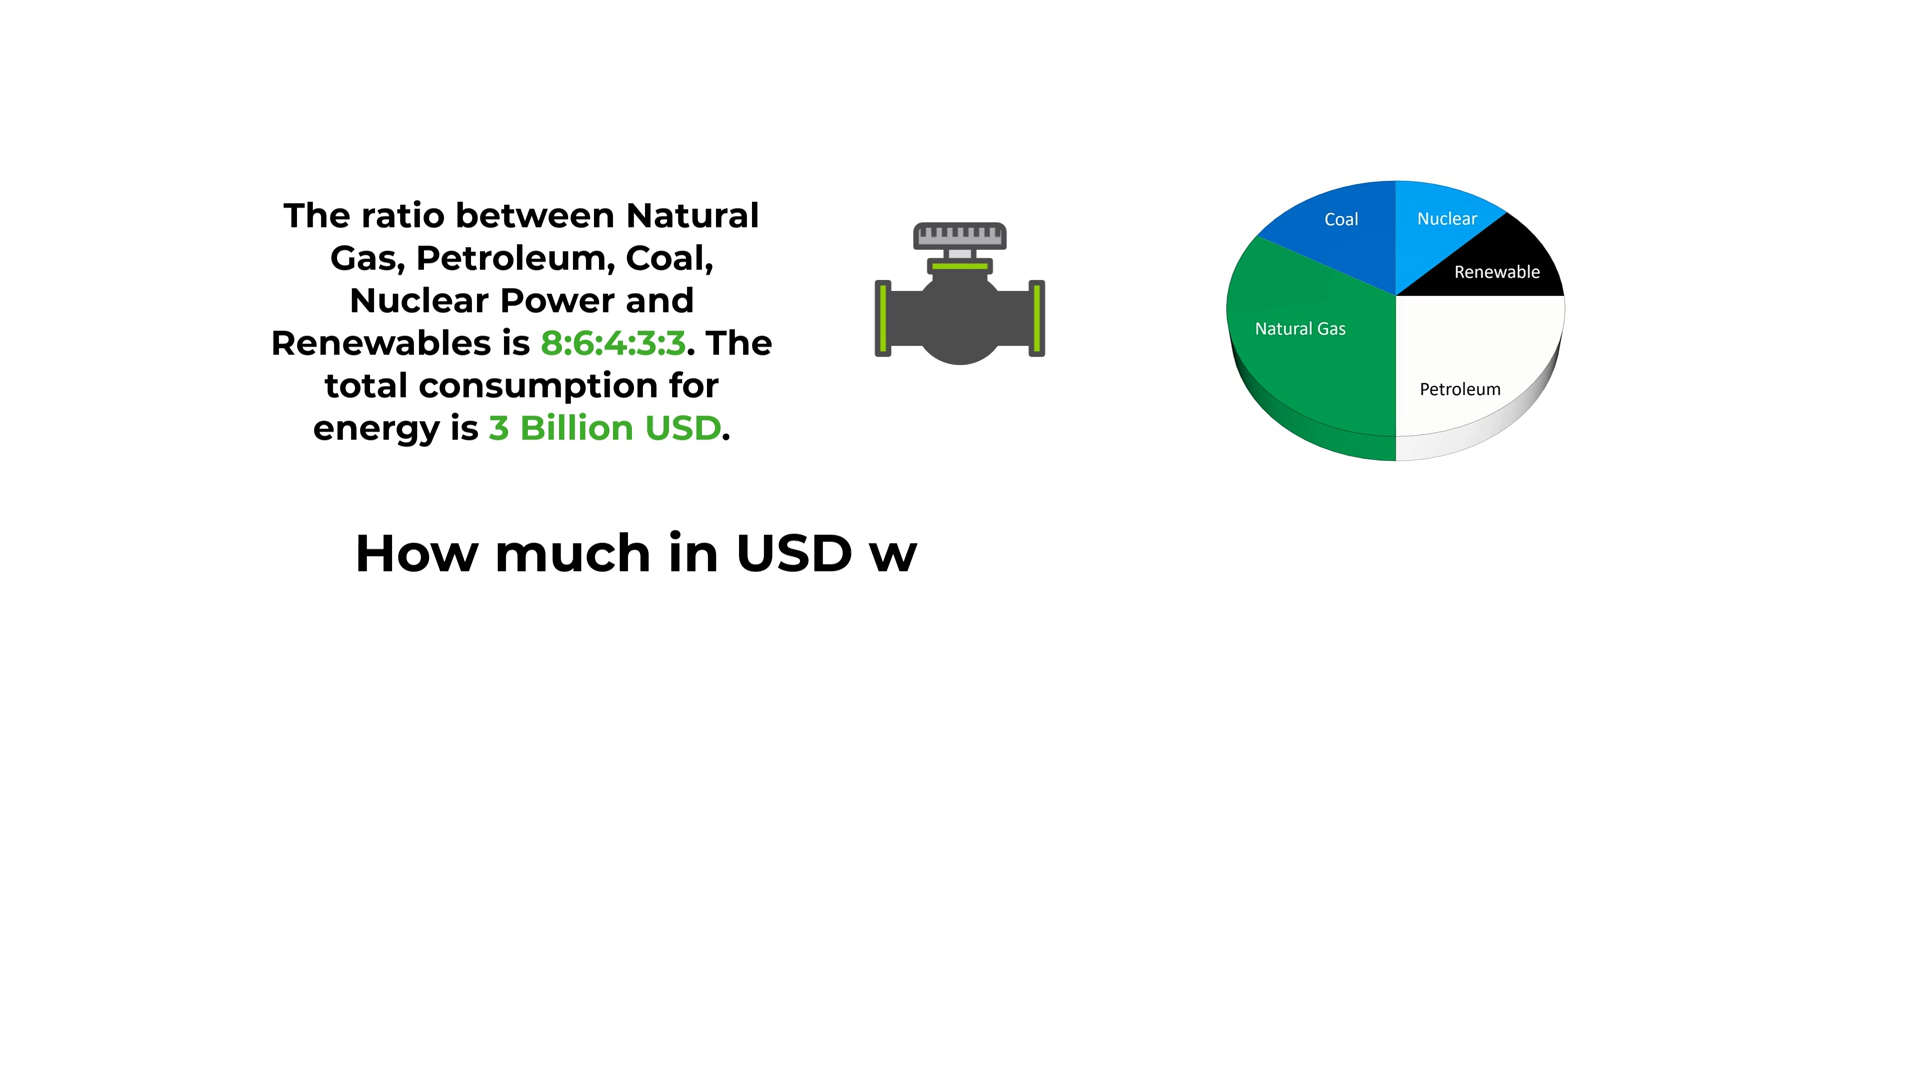 The ratio between Natural
Gas, Petroleum, Coal,
Nuclear Power and
Renewables is 8:6:4:3:3. The
total consumption for
energy is 3 Billion USD.
Coal
Nuclear
Renewable
Natural Gas
Petroleum
How much in USD w